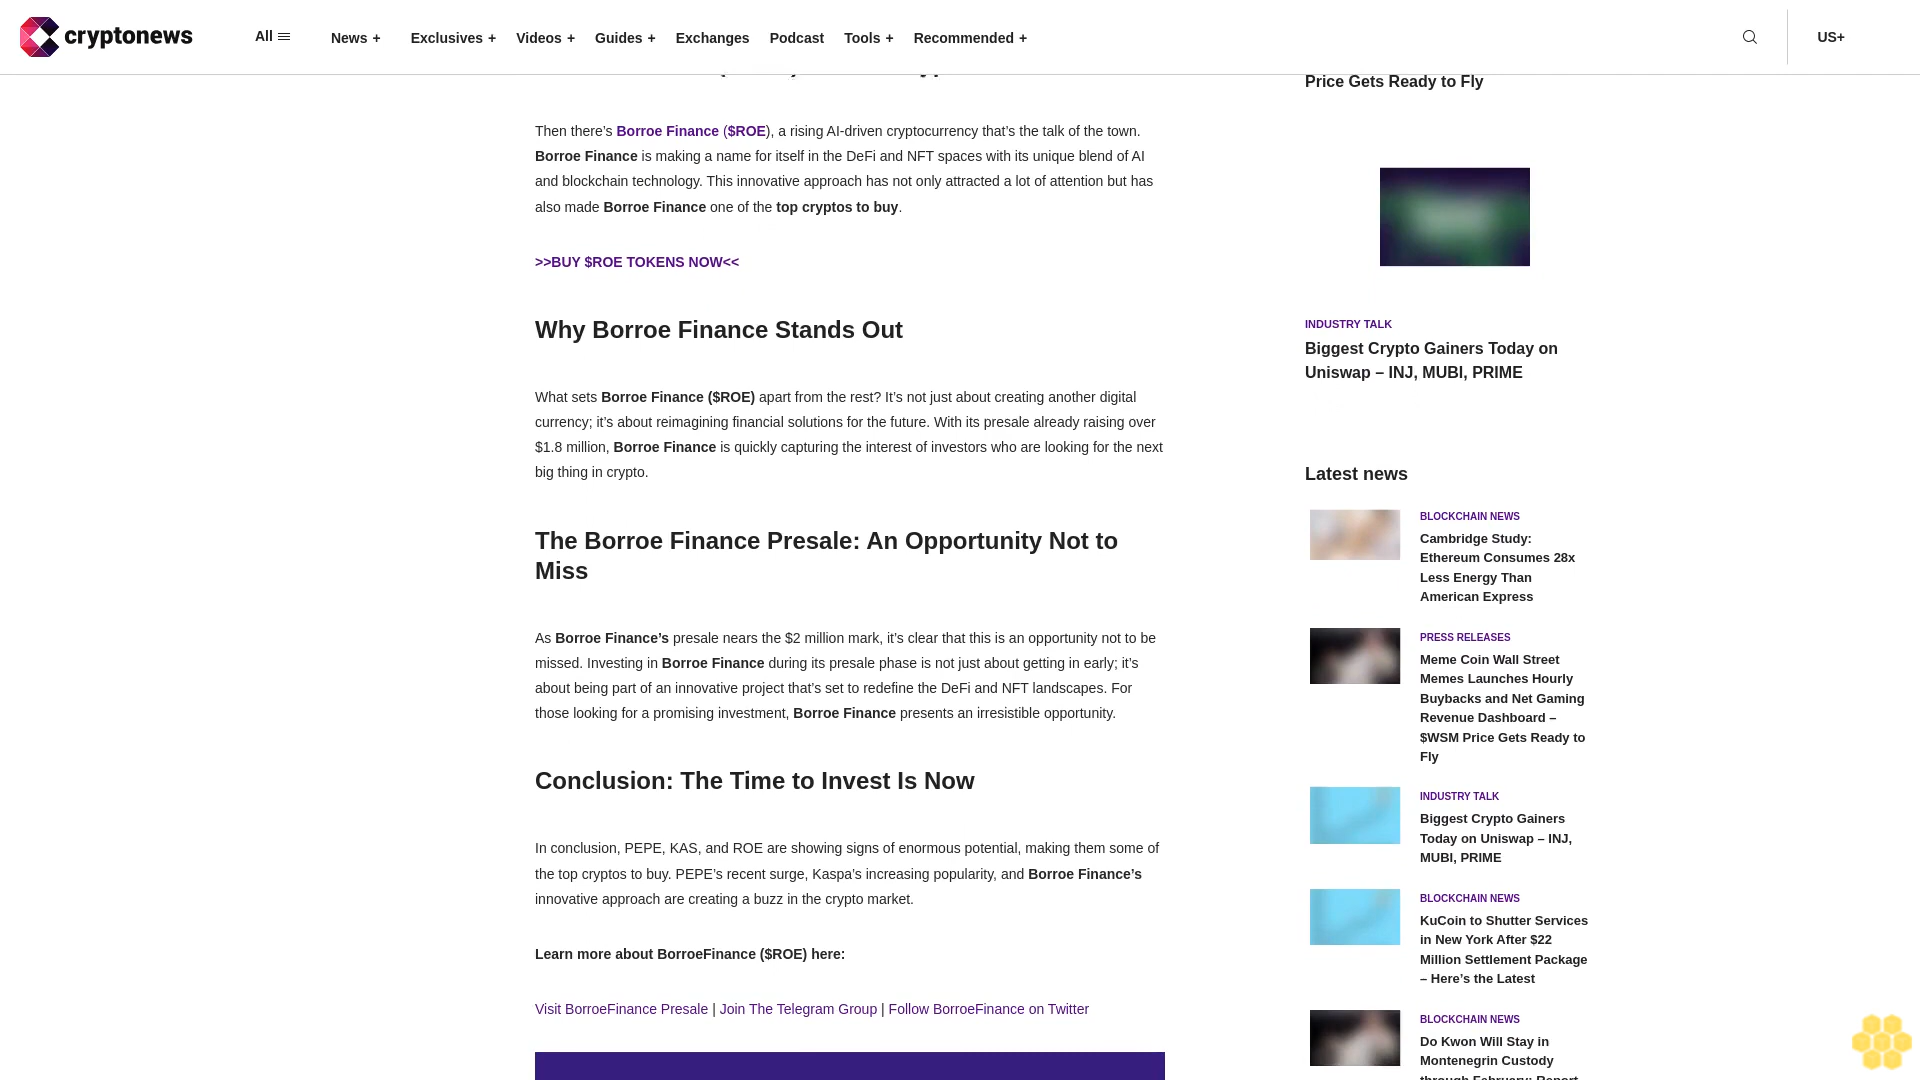 cryptonews
All
News +
Exclusives +
Videos +
Guides +
Exchanges
Podcast
Tools +
Recommended +
US+
Then there’s Borroe Finance ($ROE), a rising AI-driven cryptocurrency that’s the talk of the town.
Borroe Finance is making a name for itself in the DeFi and NFT spaces with its unique blend of AI
and blockchain technology. This innovative approach has not only attracted a lot of attention but has
also made Borroe Finance one of the top cryptos to buy.
>>BUY $ROE TOKENS NOW<<
Why Borroe Finance Stands Out
What sets Borroe Finance ($ROE) apart from the rest? It’s not just about creating another digital
currency; it’s about reimagining financial solutions for the future. With its presale already raising over
$1.8 million, Borroe Finance is quickly capturing the interest of investors who are looking for the next
big thing in crypto.
The Borroe Finance Presale: An Opportunity Not to
Miss
As Borroe Finance’s presale nears the $2 million mark, it’s clear that this is an opportunity not to be
missed. Investing in Borroe Finance during its presale phase is not just about getting in early; it’s
about being part of an innovative project that’s set to redefine the DeFi and NFT landscapes. For
those looking for a promising investment, Borroe Finance presents an irresistible opportunity.
Conclusion: The Time to Invest Is Now
In conclusion, PEPE, KAS, and ROE are showing signs of enormous potential, making them some of
the top cryptos to buy. PEPE’s recent surge, Kaspa’s increasing popularity, and Borroe Finance’s
innovative approach are creating a buzz in the crypto market.
Learn more about BorroeFinance ($ROE) here:
Visit BorroeFinance Presale | Join The Telegram Group | Follow BorroeFinance on Twitter
Price Gets Ready to Fly
INDUSTRY TALK
Biggest Crypto Gainers Today on
Uniswap – INJ, MUBI, PRIME
Latest news
BLOCKCHAIN NEWS
Cambridge Study:
Ethereum Consumes 28x
Less Energy Than
American Express
PRESS RELEASES
Meme Coin Wall Street
Memes Launches Hourly
Buybacks and Net Gaming
Revenue Dashboard –
$WSM Price Gets Ready to
Fly
INDUSTRY TALK
Biggest Crypto Gainers
Today on Uniswap – INJ,
MUBI, PRIME
BLOCKCHAIN NEWS
KuCoin to Shutter Services
in New York After $22
Million Settlement Package
– Here’s the Latest
BLOCKCHAIN NEWS
Do Kwon Will Stay in
Montenegrin Custody
through February: Report